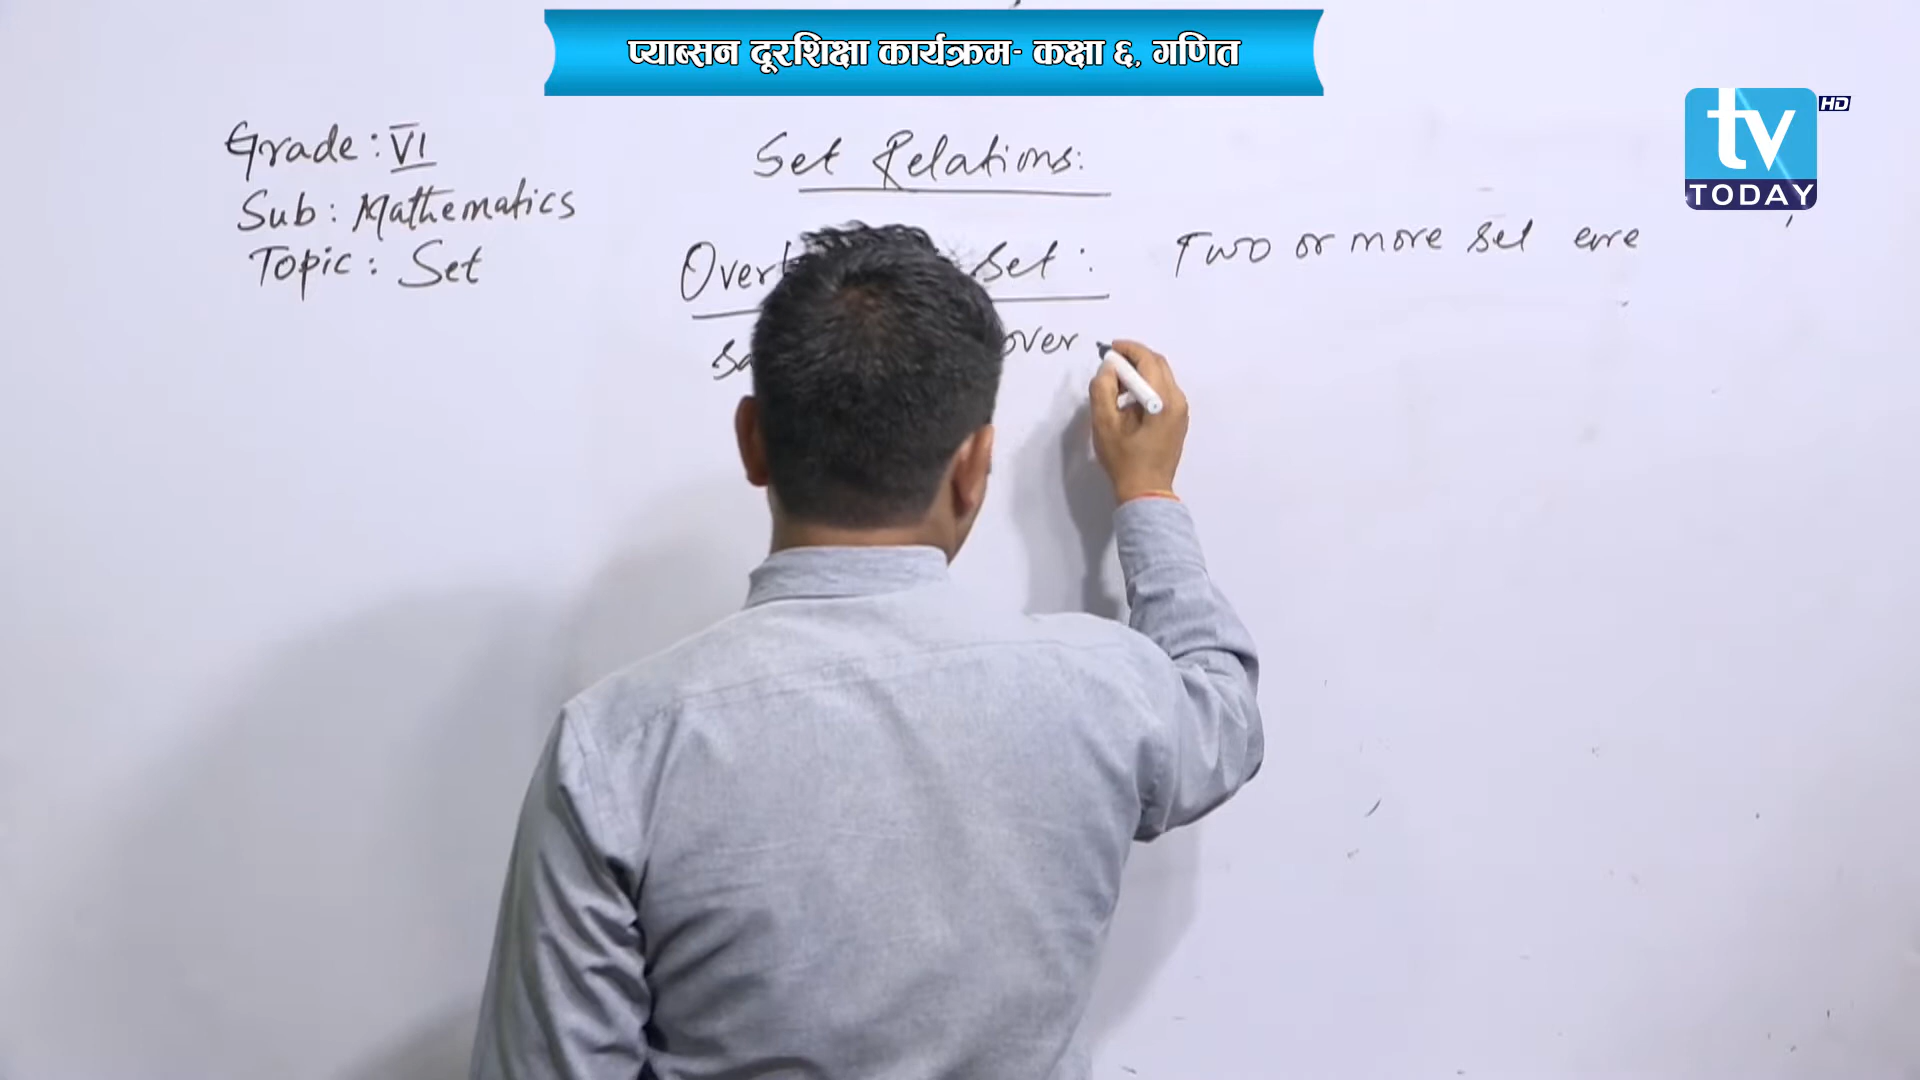 प्याब्सन दूरशिक्षा कार्यक्रम- कक्षा ६, गणित
tv HD
TODAY
Grade: VI
Sub: Mathematics
Topic: Set
Set Relations:
set: Two or more set are
over